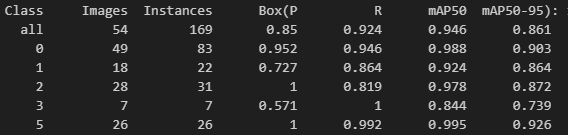 Class Images Instances Box(P R mAP50 mAP50-95):
all 54 169 0.85 0.924 0.946 0.861
0 49 83 0.952 0.946 0.988 0.903
1 18 22 0.727 0.864 0.924 0.864
2 28 31 1 0.819 0.978 0.872
3 7 7 0.571 1 0.844 0.739
5 26 26 1 0.992 0.995 0.926